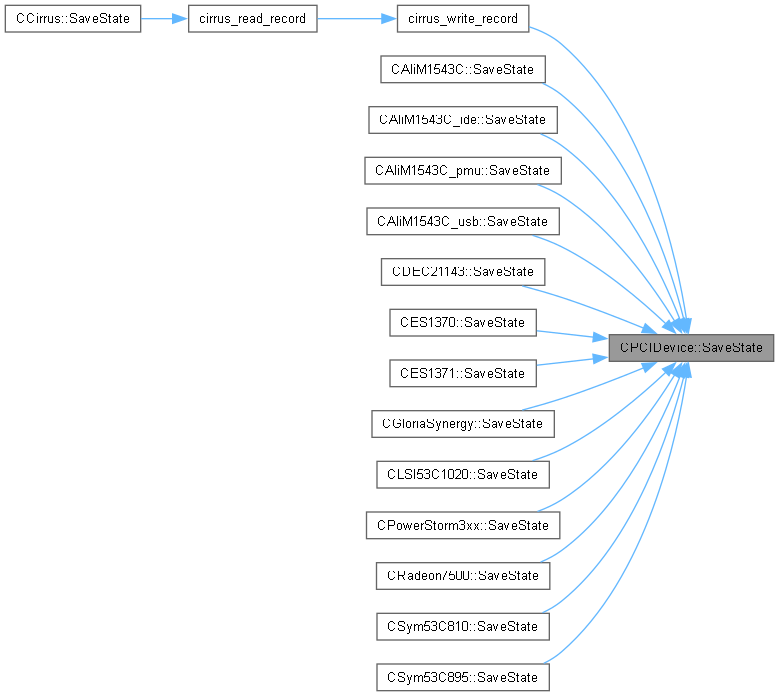 CCirrus::SaveState
cirrus_read_record
cirrus_write_record
CAliM1543C::SaveState
CAliM1543C_ide::SaveState
CAliM1543C_pmu::SaveState
CAliM1543C_usb::SaveState
CDEC21143::SaveState
CES1370::SaveState
CPCIDevice::SaveState
CES1371::SaveState
CGloriaSynergy::SaveState
CLSI53C1020::SaveState
CPowerStorm3xx::SaveState
CRadeon7500::SaveState
CSym53C810::SaveState
CSym53C895::SaveState